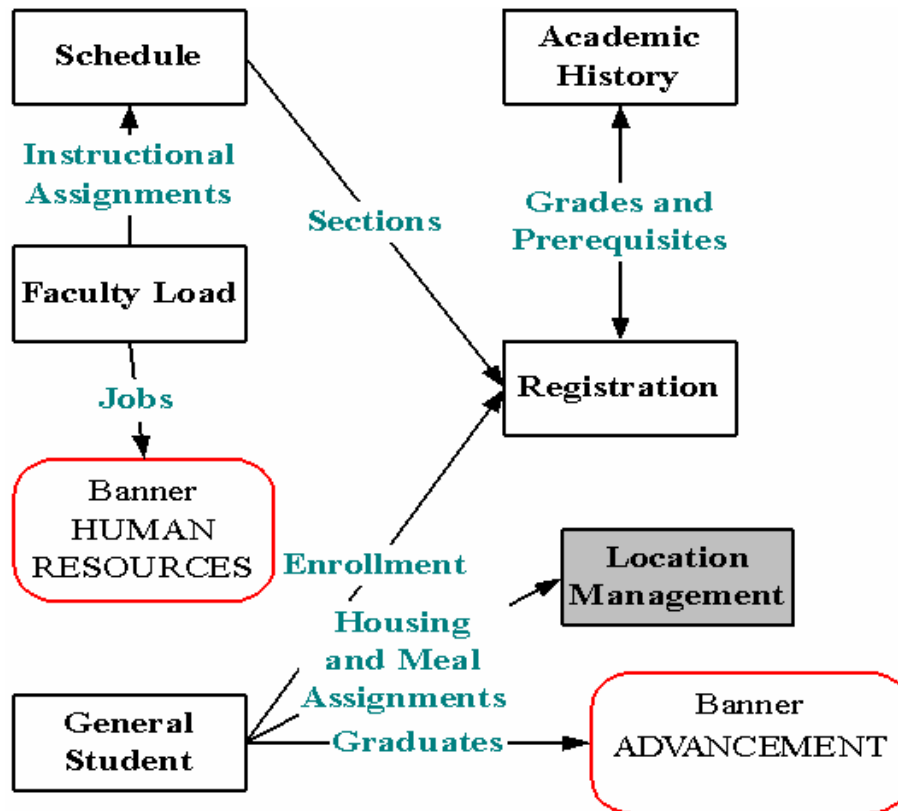 Schedule
Academic
History
Instructional
Assignments
Sections
Grades and
Prerequisites
Faculty Load
Registration
Jobs
Banner
HUMAN
RESOURCES
Enrollment
Location
Management
Housing
and Meal
Assignments
General
Student
Graduates
Banner
ADVANCEMENT